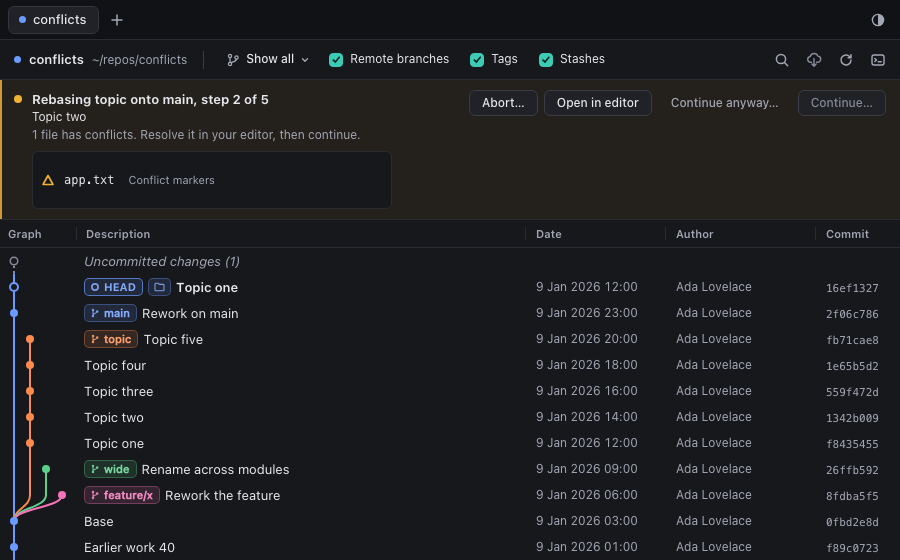 conflicts
conflicts ~/repos/conflicts Show all Remote branches Tags Stashes
Rebasing topic onto main, step 2 of 5
Topic two
1 file has conflicts. Resolve it in your editor, then continue.
Abort... Open in editor Continue anyway... Continue...
app.txt Conflict markers
Graph Description Date Author Commit
Uncommitted changes (1)
HEAD Topic one 9 Jan 2026 12:00 Ada Lovelace 16ef1327
main Rework on main 9 Jan 2026 23:00 Ada Lovelace 2f06c786
topic Topic five 9 Jan 2026 20:00 Ada Lovelace fb71cae8
Topic four 9 Jan 2026 18:00 Ada Lovelace 1e65b5d2
Topic three 9 Jan 2026 16:00 Ada Lovelace 559f472d
Topic two 9 Jan 2026 14:00 Ada Lovelace 1342b009
Topic one 9 Jan 2026 12:00 Ada Lovelace f8435455
wide Rename across modules 9 Jan 2026 09:00 Ada Lovelace 26ffb592
feature/x Rework the feature 9 Jan 2026 06:00 Ada Lovelace 8fdba5f5
Base 9 Jan 2026 03:00 Ada Lovelace 0fbd2e8d
Earlier work 40 9 Jan 2026 01:00 Ada Lovelace f89c0723